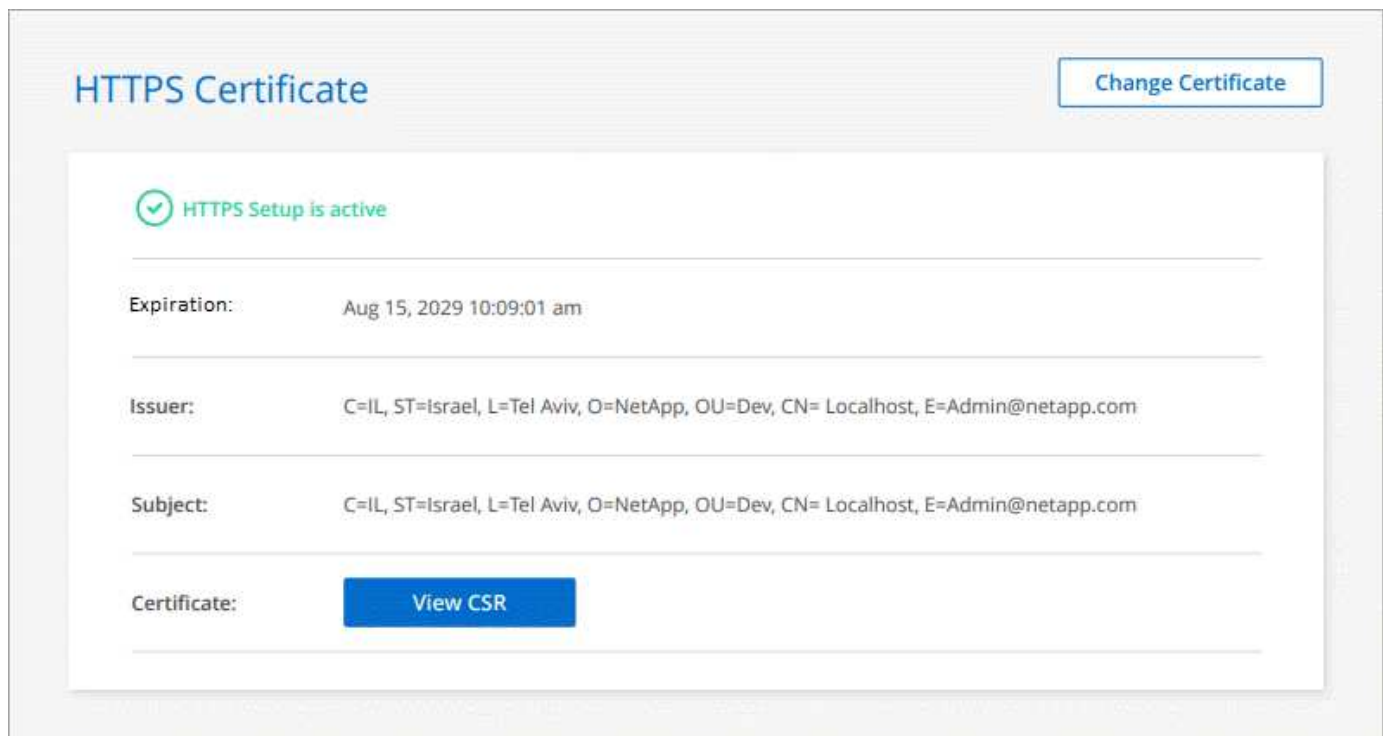 HTTPS Certificate
Change Certificate
HTTPS Setup is active
Expiration: Aug 15, 2029 10:09:01 am
Issuer: C=IL, ST=Israel, L=Tel Aviv, O=NetApp, OU=Dev, CN= Localhost, E=Admin@netapp.com
Subject: C=IL, ST=Israel, L=Tel Aviv, O=NetApp, OU=Dev, CN= Localhost, E=Admin@netapp.com
Certificate: View CSR